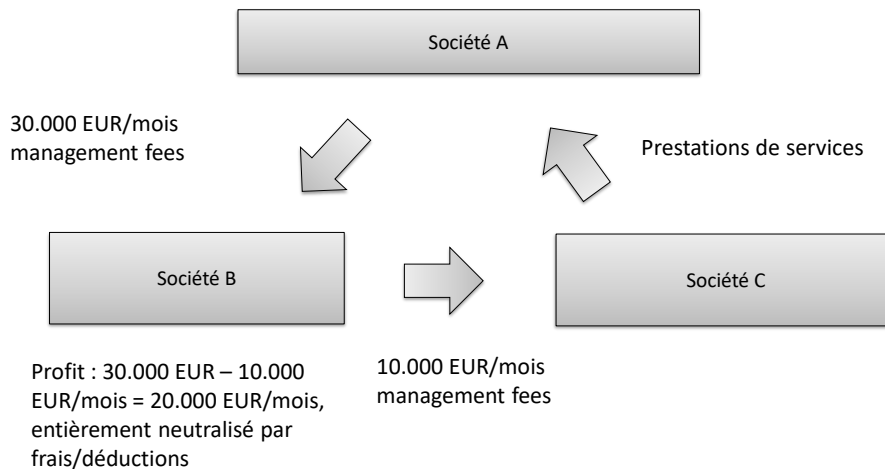 Société A
30.000 EUR/mois
management fees
Prestations de services
Société B
Société C
Profit : 30.000 EUR – 10.000
EUR/mois = 20.000 EUR/mois,
entièrement neutralisé par
frais/déductions
10.000 EUR/mois
management fees